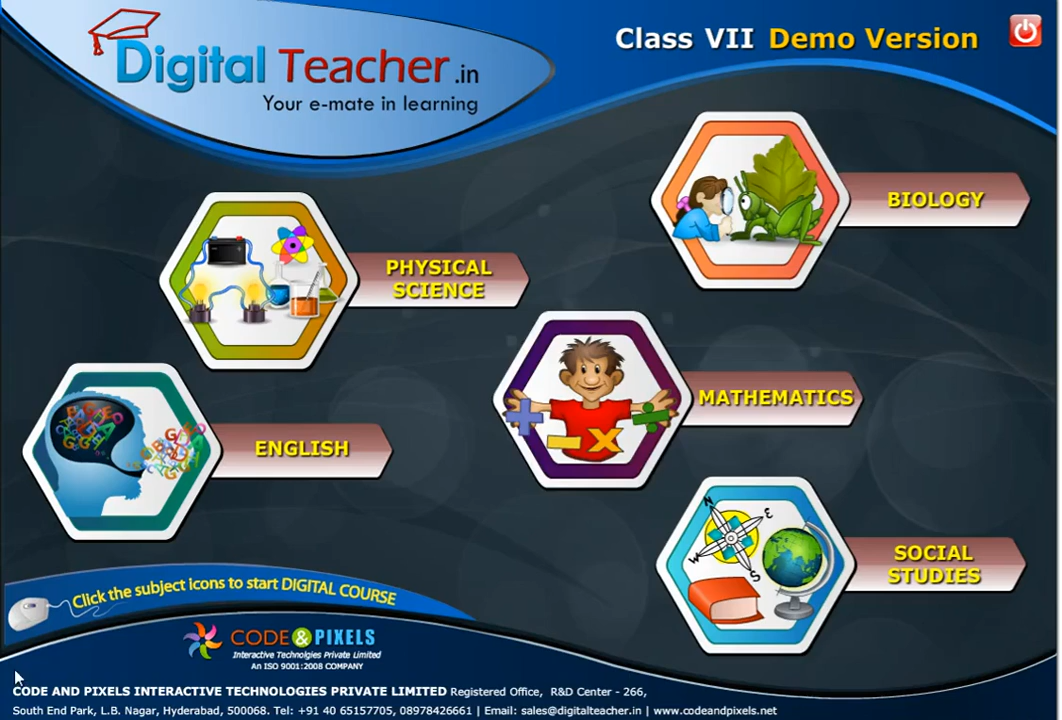 Digital Teacher.in
Your e-mate in learning
Class VII Demo Version
BIOLOGY
PHYSICAL
SCIENCE
MATHEMATICS
ENGLISH
N
E
W
S
SOCIAL
STUDIES
Click the subject icons to start DIGITAL COURSE
CODE & PIXELS
Interactive Technolgies Private Limited
An ISO 9001:2008 COMPANY
CODE AND PIXELS INTERACTIVE TECHNOLOGIES PRIVATE LIMITED Registered Office, R&D Center - 266,
South End Park, L.B. Nagar, Hyderabad, 500068. Tel: +91 40 65157705, 08978426661 | Email: sales@digitalteacher.in | www.codeandpixels.net